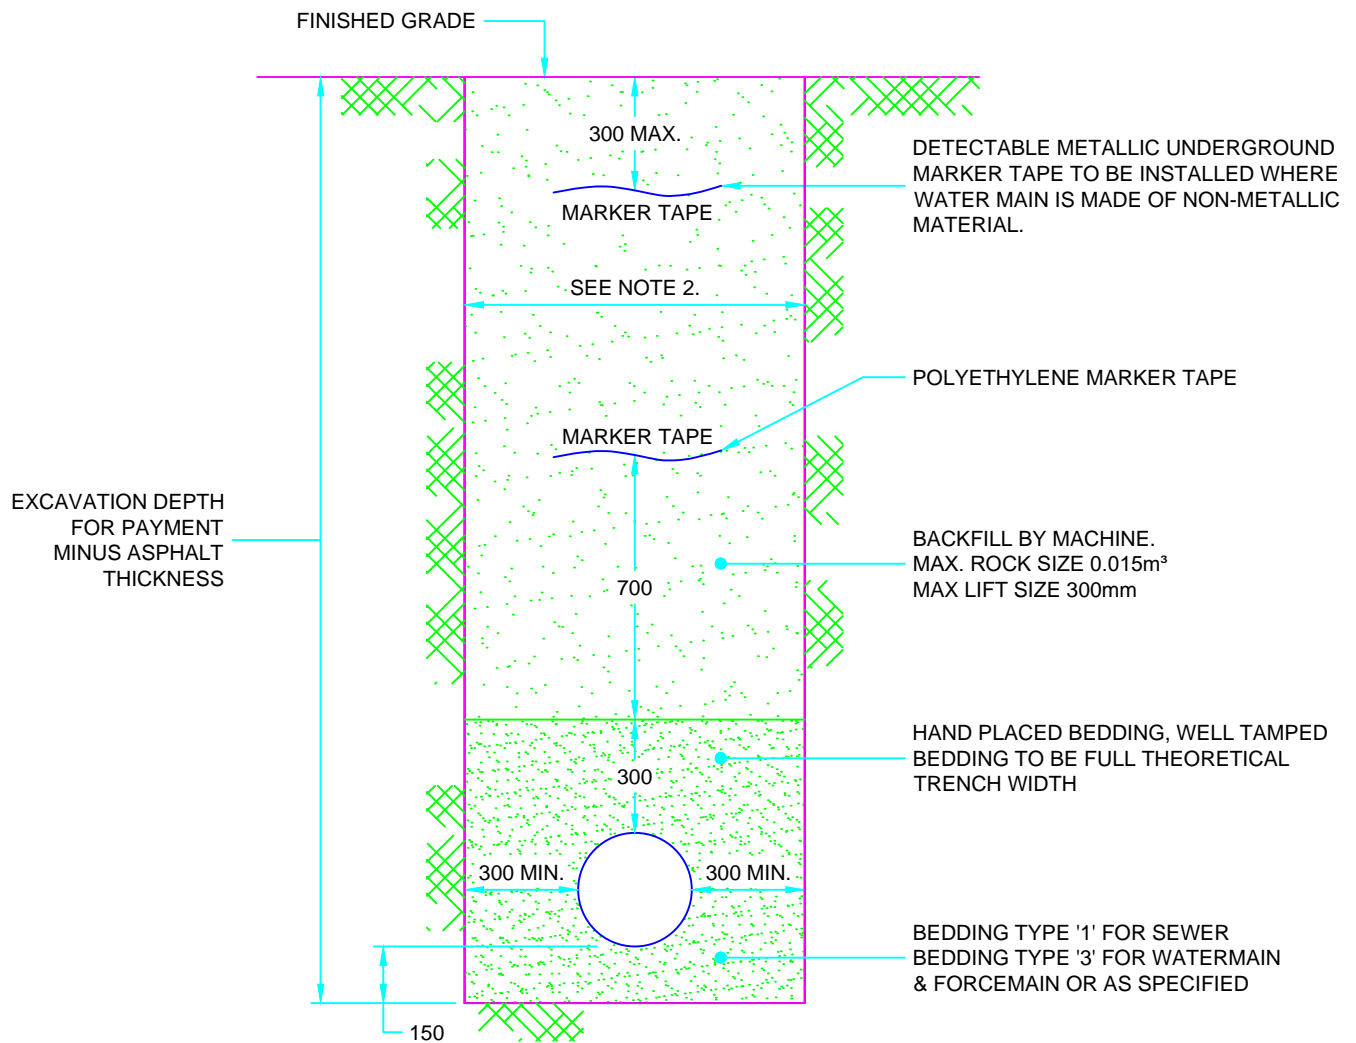 FINISHED GRADE
300 MAX.
DETECTABLE METALLIC UNDERGROUND
MARKER TAPE TO BE INSTALLED WHERE
WATER MAIN IS MADE OF NON-METALLIC
MATERIAL.
MARKER TAPE
SEE NOTE 2.
POLYETHYLENE MARKER TAPE
MARKER TAPE
EXCAVATION DEPTH
FOR PAYMENT
MINUS ASPHALT
THICKNESS
BACKFILL BY MACHINE.
MAX. ROCK SIZE 0.015m³
MAX LIFT SIZE 300mm
700
HAND PLACED BEDDING, WELL TAMPED
BEDDING TO BE FULL THEORETICAL
TRENCH WIDTH
300
300 MIN.
300 MIN.
BEDDING TYPE '1' FOR SEWER
BEDDING TYPE '3' FOR WATERMAIN
& FORCEMAIN OR AS SPECIFIED
150